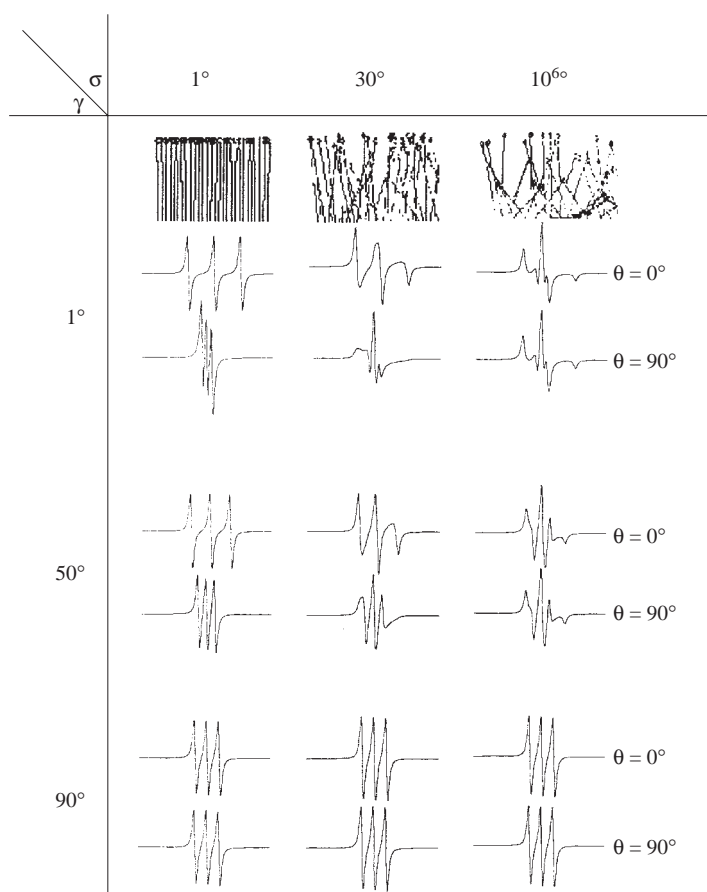 σ
γ
1° 30° 10⁶°
θ = 0°
1°
θ = 90°
θ = 0°
50°
θ = 90°
θ = 0°
90°
θ = 90°